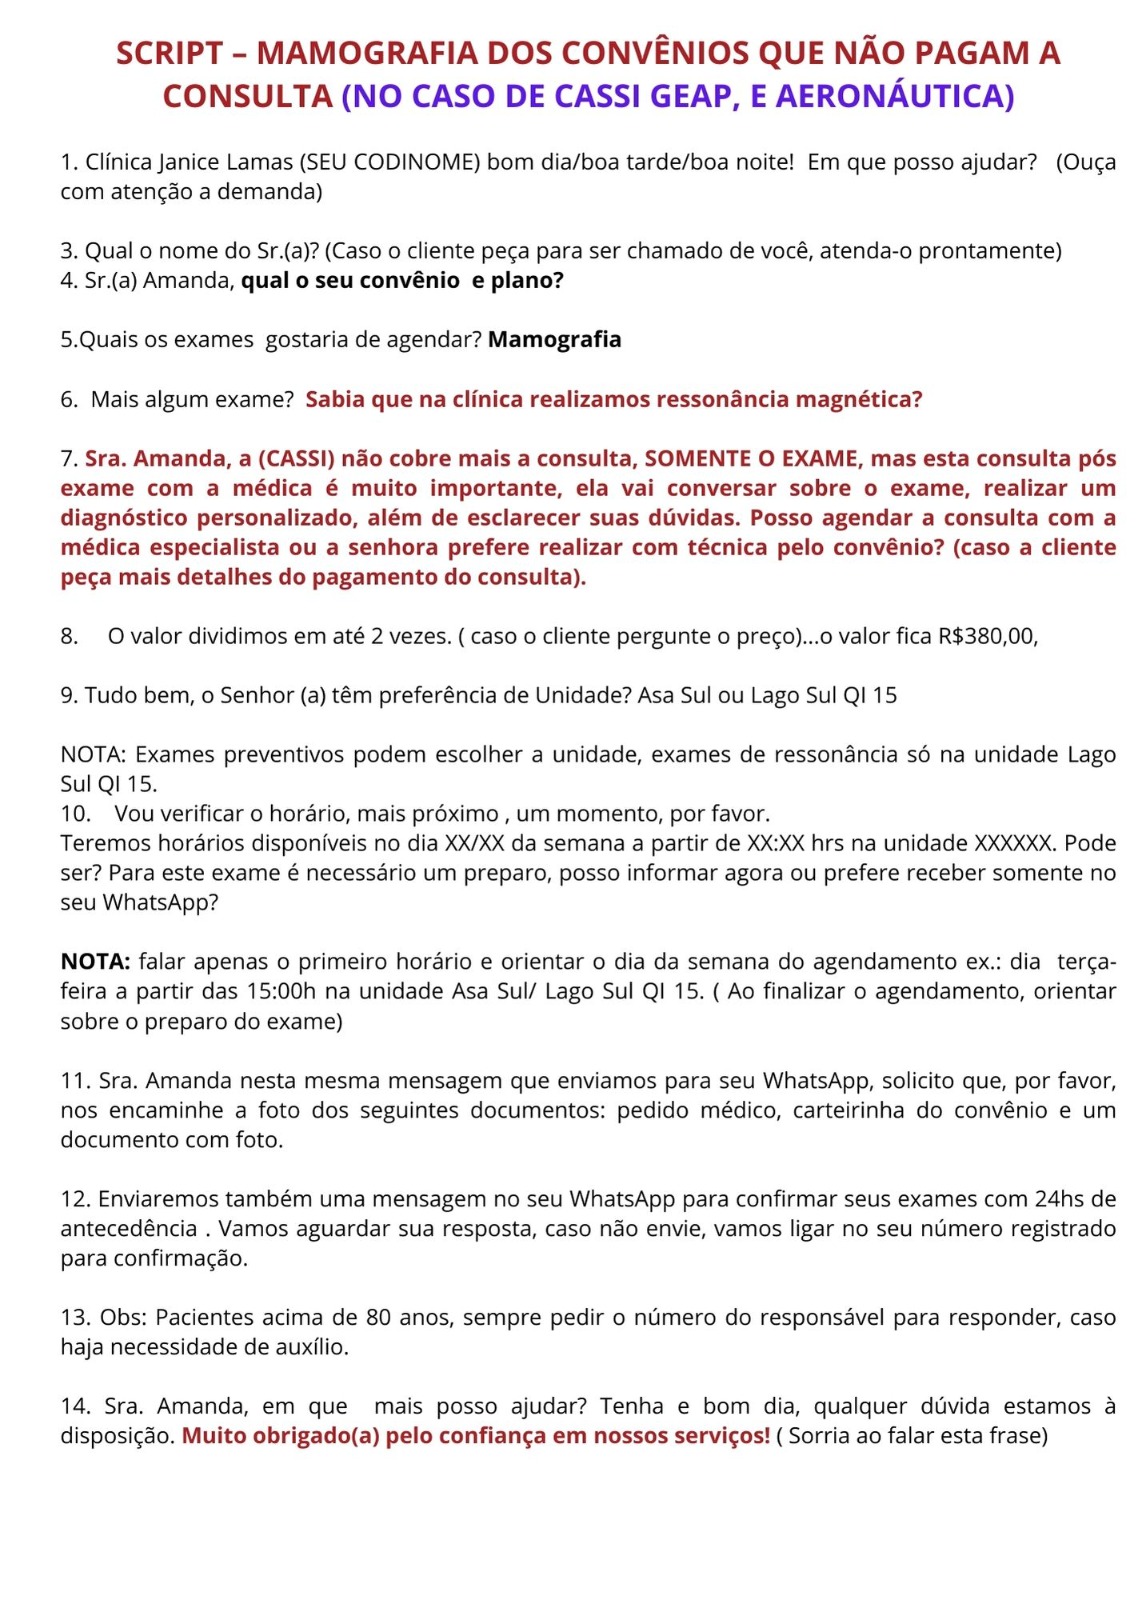 SCRIPT – MAMOGRAFIA DOS CONVÊNIOS QUE NÃO PAGAM A
CONSULTA (NO CASO DE CASSI GEAP, E AERONÁUTICA)
1. Clínica Janice Lamas (SEU CODINOME) bom dia/boa tarde/boa noite! Em que posso ajudar? (Ouça
com atenção a demanda)
3. Qual o nome do Sr.(a)? (Caso o cliente peça para ser chamado de você, atenda-o prontamente)
4. Sr.(a) Amanda, qual o seu convênio e plano?
5.Quais os exames gostaria de agendar? Mamografia
6. Mais algum exame? Sabia que na clínica realizamos ressonância magnética?
7. Sra. Amanda, a (CASSI) não cobre mais a consulta, SOMENTE O EXAME, mas esta consulta pós
exame com a médica é muito importante, ela vai conversar sobre o exame, realizar um
diagnóstico personalizado, além de esclarecer suas dúvidas. Posso agendar a consulta com a
médica especialista ou a senhora prefere realizar com técnica pelo convênio? (caso a cliente
peça mais detalhes do pagamento do consulta).
8. O valor dividimos em até 2 vezes. ( caso o cliente pergunte o preço)...o valor fica R$380,00,
9. Tudo bem, o Senhor (a) têm preferência de Unidade? Asa Sul ou Lago Sul QI 15
NOTA: Exames preventivos podem escolher a unidade, exames de ressonância só na unidade Lago
Sul QI 15.
10. Vou verificar o horário, mais próximo , um momento, por favor.
Teremos horários disponíveis no dia XX/XX da semana a partir de XX:XX hrs na unidade XXXXXX. Pode
ser? Para este exame é necessário um preparo, posso informar agora ou prefere receber somente no
seu WhatsApp?
NOTA: falar apenas o primeiro horário e orientar o dia da semana do agendamento ex.: dia terça-
feira a partir das 15:00h na unidade Asa Sul/ Lago Sul QI 15. ( Ao finalizar o agendamento, orientar
sobre o preparo do exame)
11. Sra. Amanda nesta mesma mensagem que enviamos para seu WhatsApp, solicito que, por favor,
nos encaminhe a foto dos seguintes documentos: pedido médico, carteirinha do convênio e um
documento com foto.
12. Enviaremos também uma mensagem no seu WhatsApp para confirmar seus exames com 24hs de
antecedência . Vamos aguardar sua resposta, caso não envie, vamos ligar no seu número registrado
para confirmação.
13. Obs: Pacientes acima de 80 anos, sempre pedir o número do responsável para responder, caso
haja necessidade de auxílio.
14. Sra. Amanda, em que mais posso ajudar? Tenha e bom dia, qualquer dúvida estamos à
disposição. Muito obrigado(a) pelo confiança em nossos serviços! ( Sorria ao falar esta frase)